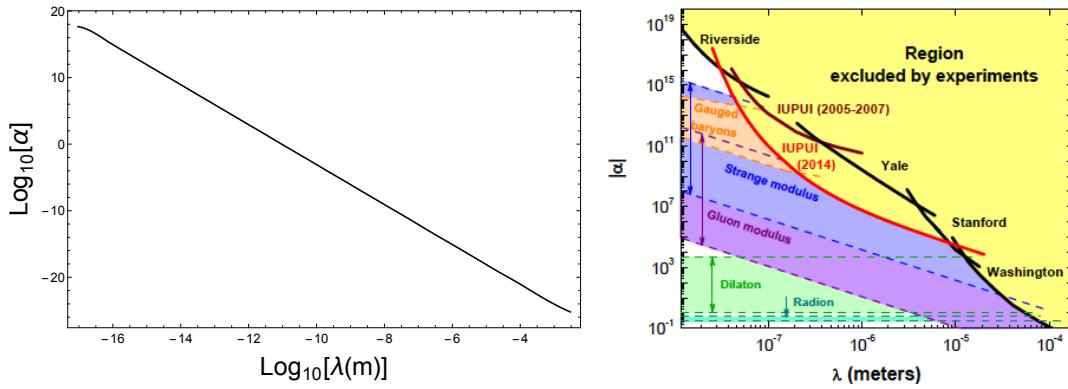 20
10
0
−10
−20
Log10[α]
−16
−14
−12
−10
−8
−6
−4
Log10[λ(m)]
10^19
10^15
10^11
10^7
10^3
10^-1
|α|
Riverside
Region
excluded by experiments
IUPUI (2005-2007)
Gauged
baryons
IUPUI
(2014)
Yale
Strange modulus
Stanford
Gluon modulus
Washington
Dilaton
Radion
10^-7
10^-6
10^-5
10^-4
λ (meters)